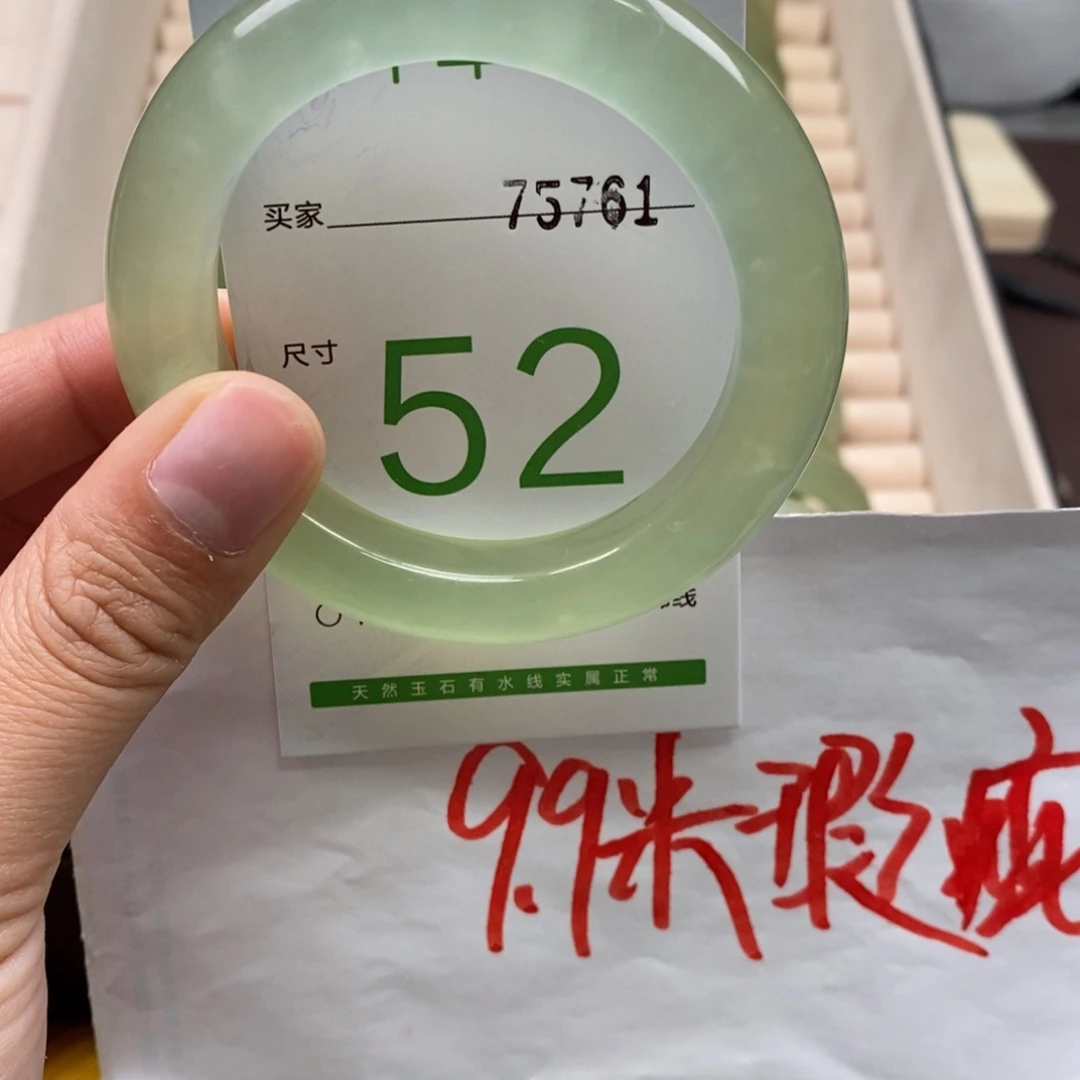 买家 75761
尺寸 52
线
天然玉石有水线实属正常
9.9米瑕疵